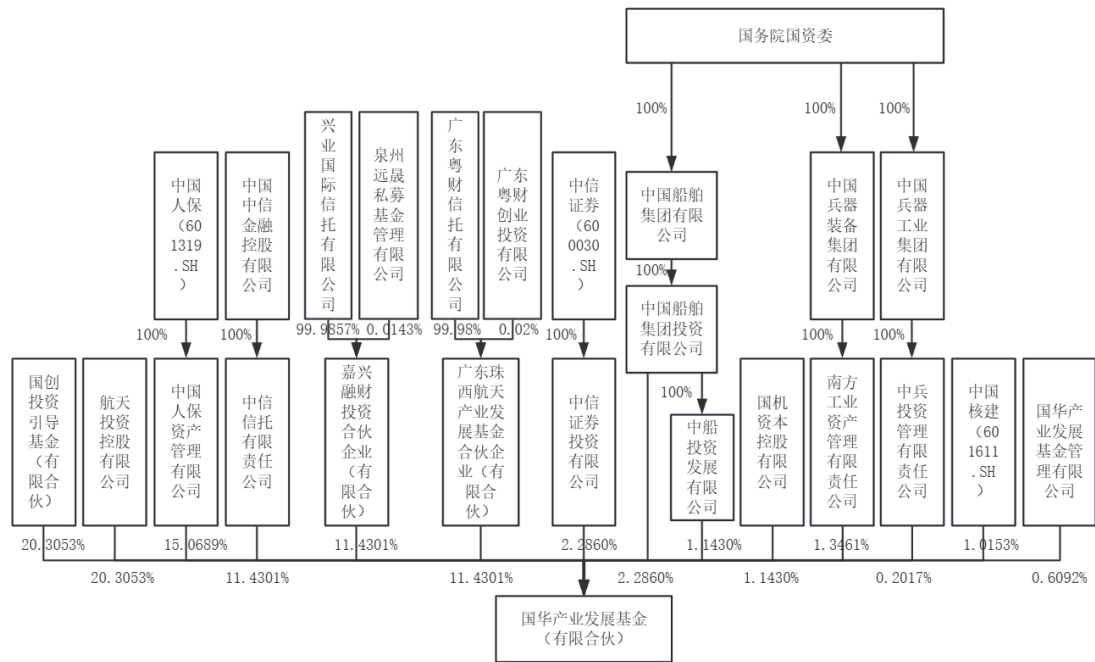 国务院国资委
100%
100%
100%
兴
业
国
际
信
托
有
限
公
司
泉州
远晟
私募
基金
管理
有限
公司
广
东
粤
财
信
托
有
限
公
司
广东
粤财
创业
投资
有限
公司
中国
人保
（60
1319
.SH
）
中国
中信
金融
控股
有限
公司
中信
证券
（60
0030
.SH
）
中国船舶
集团有限
公司
中国
兵器
装备
集团
有限
公司
中国
兵器
工业
集团
有限
公司
100%
中国船舶
集团投资
有限公司
100%
100%
99.9857%
0.0143%
99.98%
0.02%
100%
100%
100%
100%
国创
投资
引导
基金
（有
限合
伙）
航天
投资
控股
有限
公司
中国
人保
资产
管理
有限
公司
中信
信托
有限
责任
公司
嘉兴
融财
投资
合伙
企业
（有
限合
伙）
广东珠
西航天
产业发
展基金
合伙企
业（有
限合
伙）
中信
证券
投资
有限
公司
中船
投资
发展
有限
公司
国机
资本
控股
有限
公司
南方
工业
资产
管理
有限
责任
公司
中兵
投资
管理
有限
责任
公司
中国
核建
（60
1611
.SH
）
国华产
业发展
基金管
理有限
公司
20.3053%
15.0689%
11.4301%
2.2860%
1.1430%
1.3461%
1.0153%
20.3053%
11.4301%
11.4301%
2.2860%
1.1430%
0.2017%
0.6092%
国华产业发展基金
（有限合伙）